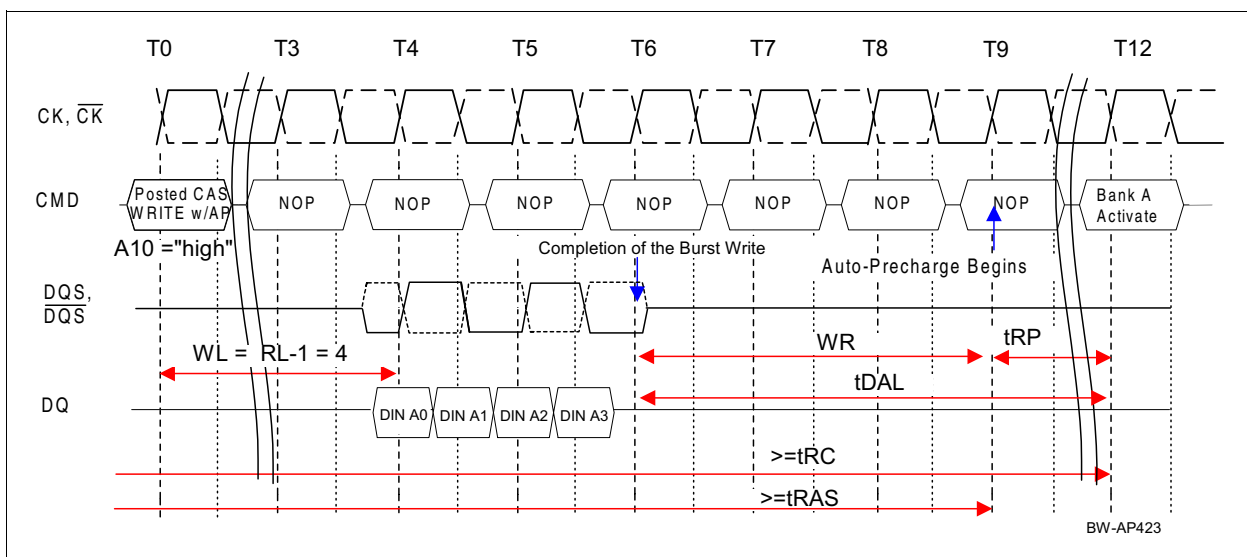 T0 T3 T4 T5 T6 T7 T8 T9 T12
CK, CK
CMD
Posted CAS
WRITE w/AP
NOP NOP NOP NOP NOP NOP NOP
Bank A
Activate
A10 ="high"
Completion of the Burst Write
Auto-Precharge Begins
DQS,
DQS
WL = RL-1 = 4
WR
tRP
tDAL
DQ
DIN A0 DIN A1 DIN A2 DIN A3
>=tRC
>=tRAS
BW-AP423